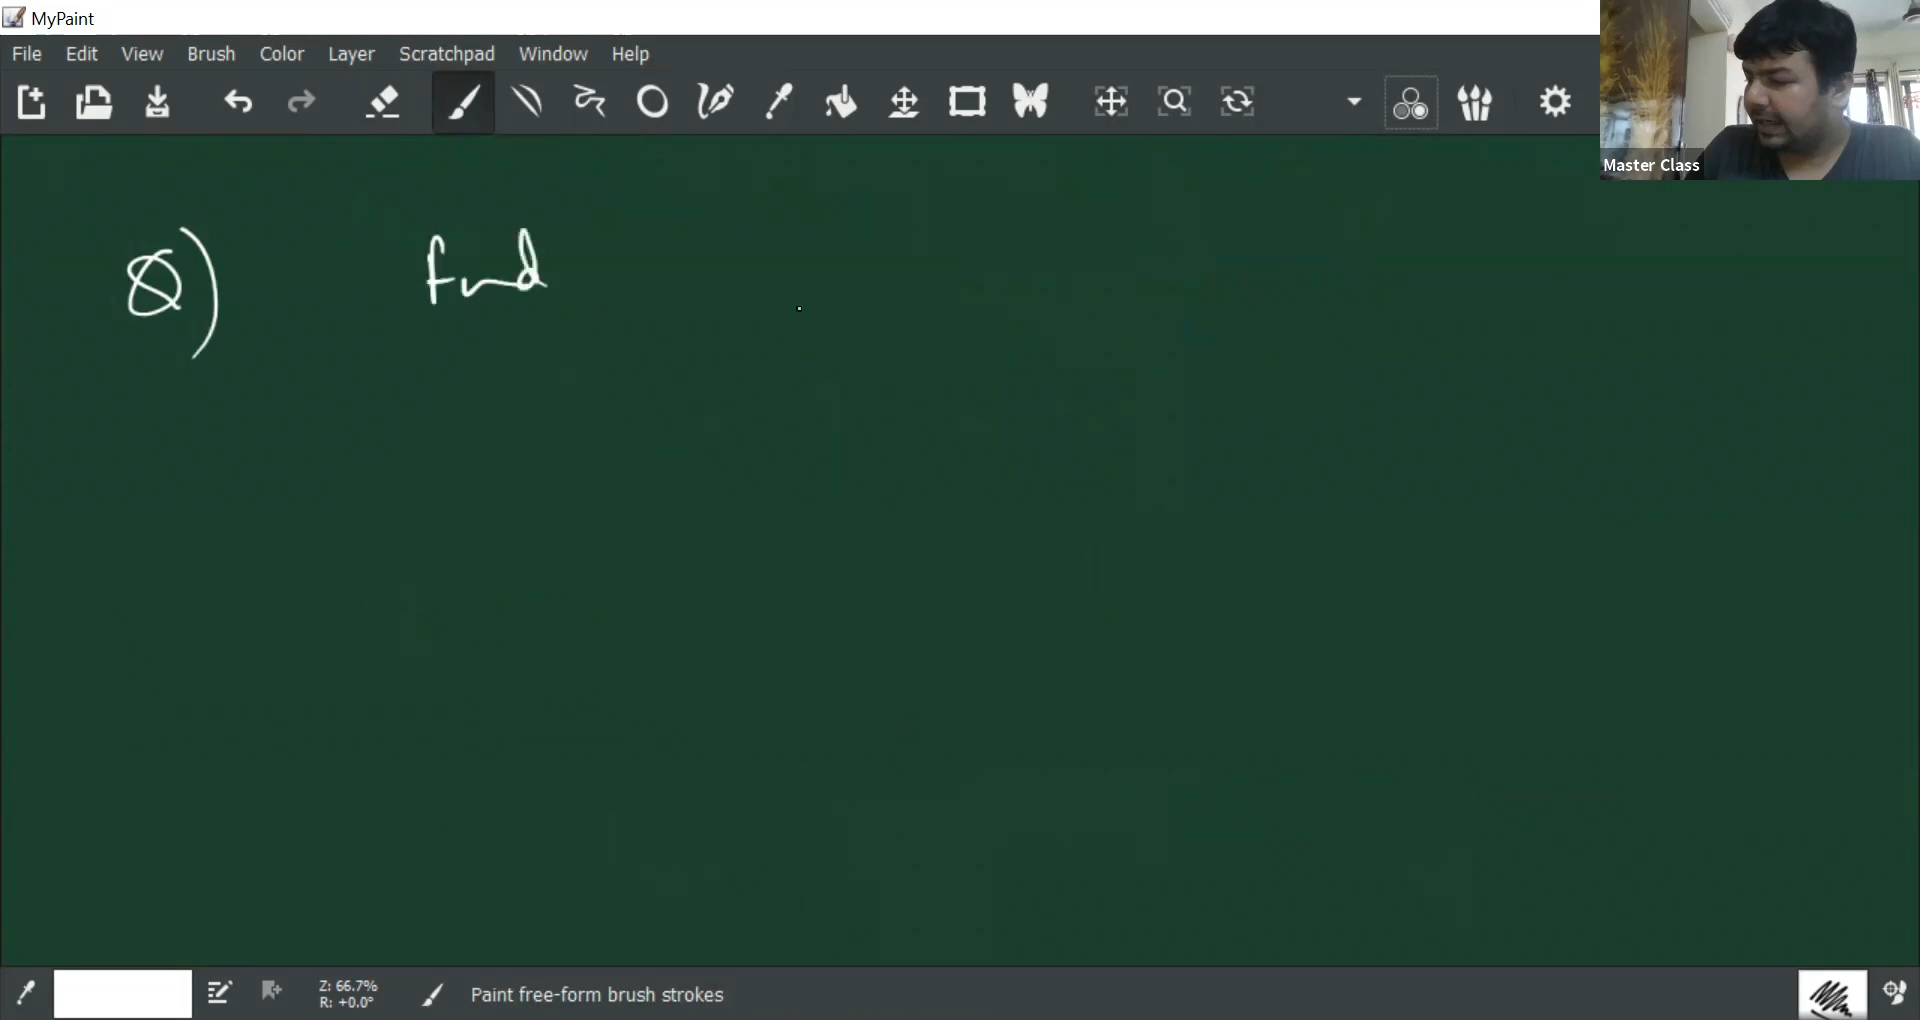 MyPaint
File Edit View Brush Color Layer Scratchpad Window Help
Master Class
Q) Find
Z: 66.7%
R: +0.0°
Paint free-form brush strokes